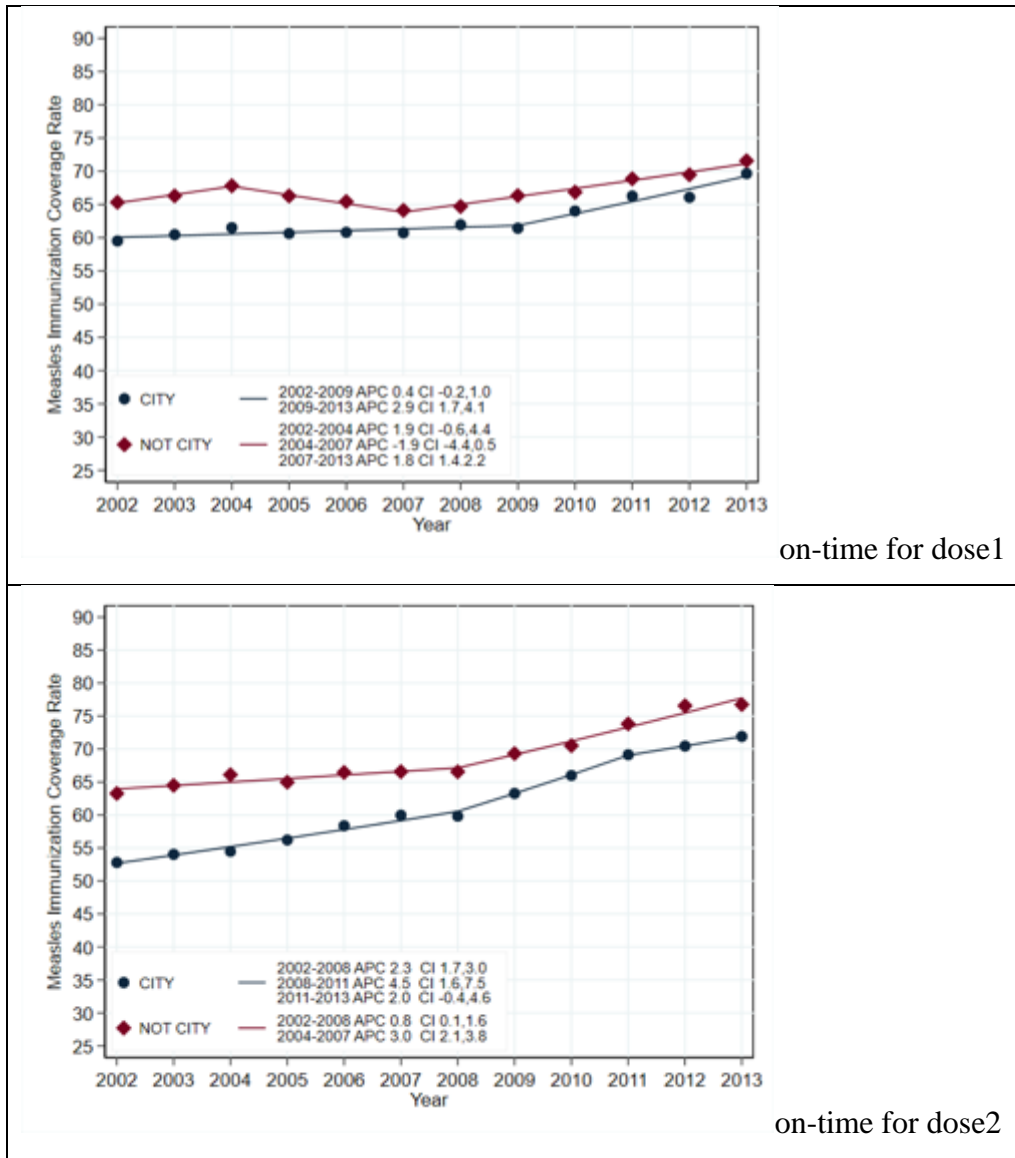 90
85
80
75
70
65
60
55
50
45
40
35
30
25
Measles Immunization Coverage Rate
CITY
2002-2009 APC 0.4 CI -0.2,1.0
2009-2013 APC 2.9 CI 1.7,4.1
NOT CITY
2002-2004 APC 1.9 CI -0.6,4.4
2004-2007 APC -1.9 CI -4.4,0.5
2007-2013 APC 1.8 CI 1.4.2.2
2002 2003 2004 2005 2006 2007 2008 2009 2010 2011 2012 2013
Year
on-time for dose1
90
85
80
75
70
65
60
55
50
45
40
35
30
25
Measles Immunization Coverage Rate
CITY
2002-2008 APC 2.3 CI 1.7,3.0
2008-2011 APC 4.5 CI 1.6,7.5
2011-2013 APC 2.0 CI -0.4,4.6
NOT CITY
2002-2008 APC 0.8 CI 0.1,1.6
2004-2007 APC 3.0 CI 2.1,3.8
2002 2003 2004 2005 2006 2007 2008 2009 2010 2011 2012 2013
Year
on-time for dose2